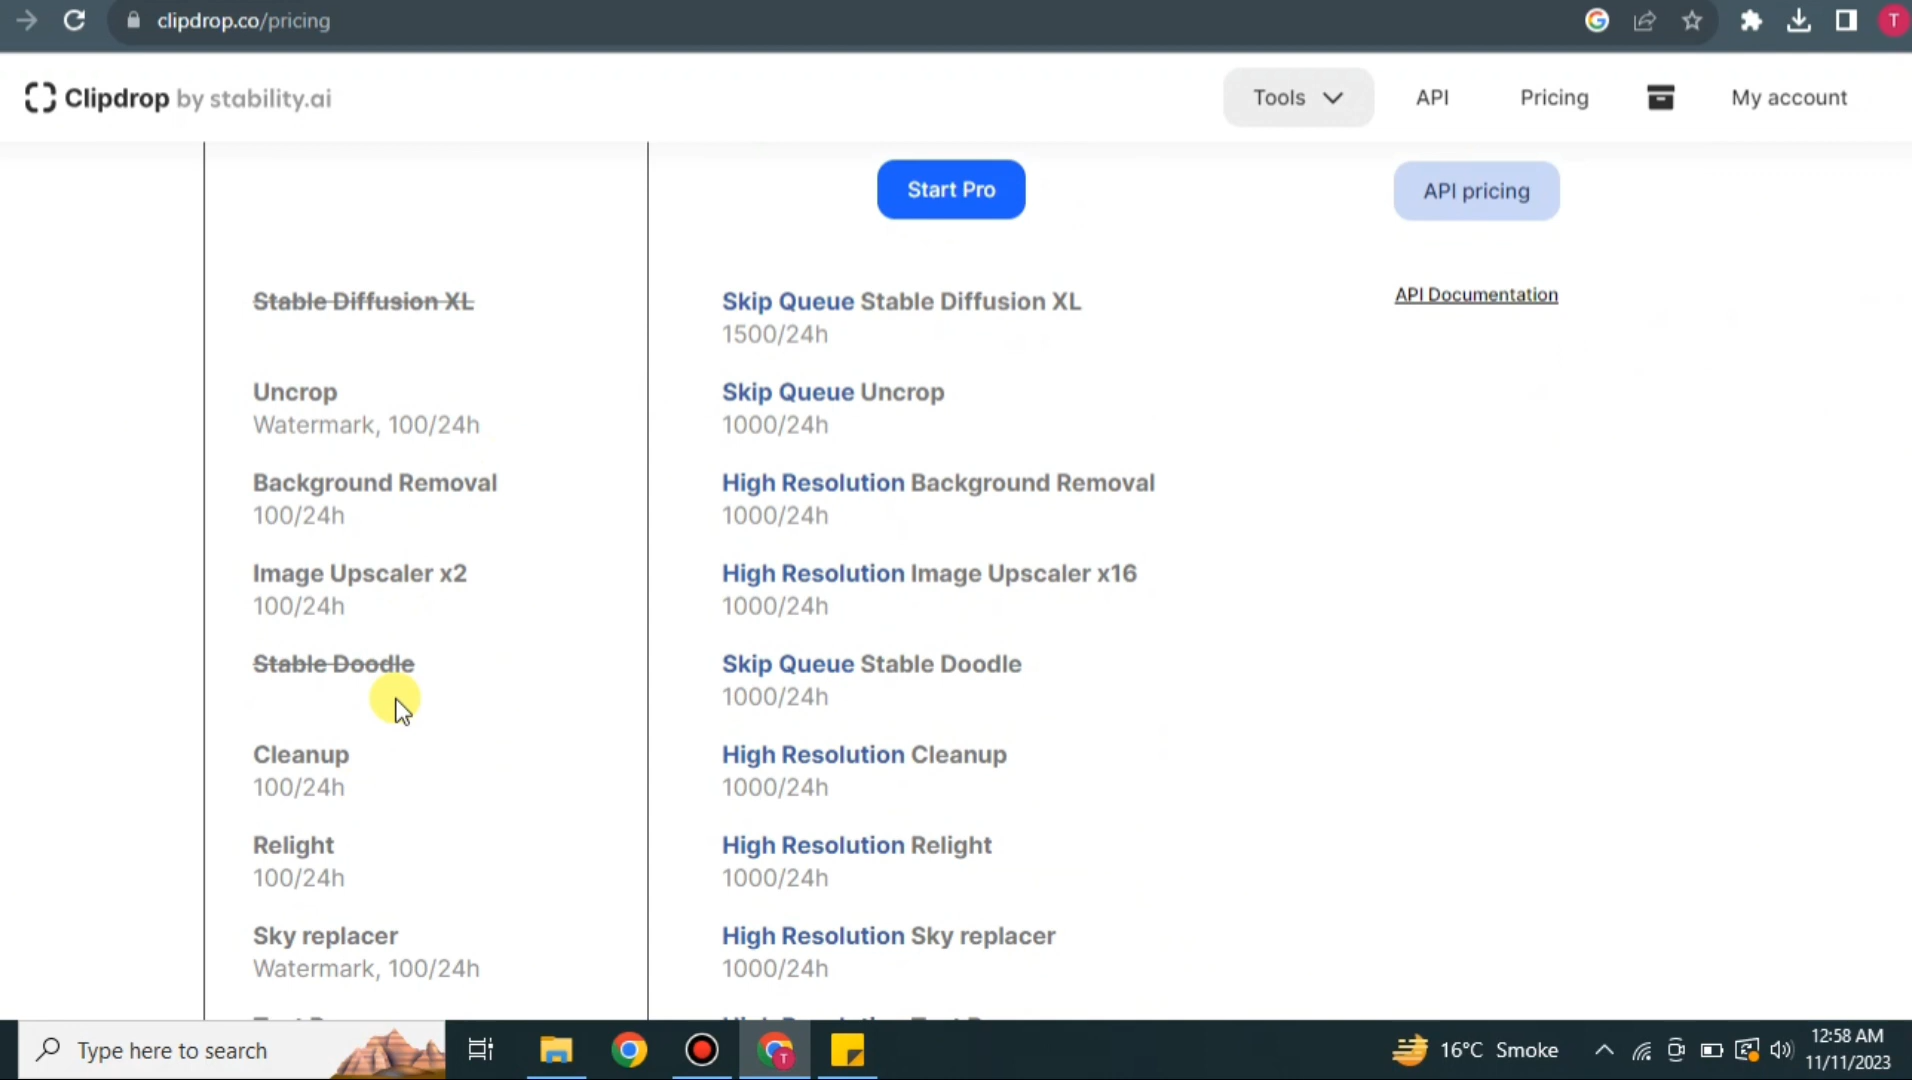 clipdrop.co/pricing
T
Clipdrop by stability.ai
Tools
API
Pricing
My account
Start Pro
API pricing
API Documentation
Stable Diffusion XL
Uncrop
Watermark, 100/24h
Background Removal
100/24h
Image Upscaler x2
100/24h
Stable Doodle
Cleanup
100/24h
Relight
100/24h
Sky replacer
Watermark, 100/24h
Skip Queue Stable Diffusion XL
1500/24h
Skip Queue Uncrop
1000/24h
High Resolution Background Removal
1000/24h
High Resolution Image Upscaler x16
1000/24h
Skip Queue Stable Doodle
1000/24h
High Resolution Cleanup
1000/24h
High Resolution Relight
1000/24h
High Resolution Sky replacer
1000/24h
Type here to search
T
16°C Smoke
12:58 AM
11/11/2023